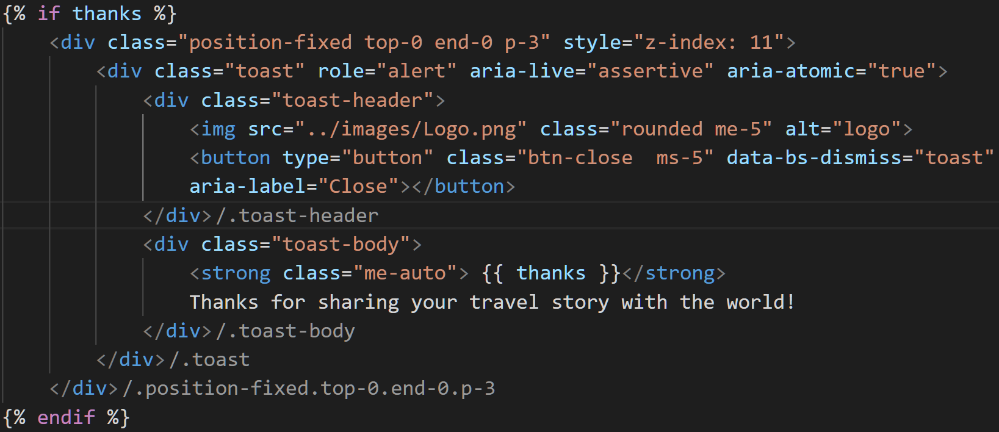 {% if thanks %}
<div class="position-fixed top-0 end-0 p-3" style="z-index: 11">
<div class="toast" role="alert" aria-live="assertive" aria-atomic="true">
<div class="toast-header">
<img src="../images/Logo.png" class="rounded me-5" alt="logo">
<button type="button" class="btn-close  ms-5" data-bs-dismiss="toast"
aria-label="Close"></button>
</div>/.toast-header
<div class="toast-body">
<strong class="me-auto"> {{ thanks }}</strong>
Thanks for sharing your travel story with the world!
</div>/.toast-body
</div>/.toast
</div>/.position-fixed.top-0.end-0.p-3
{% endif %}